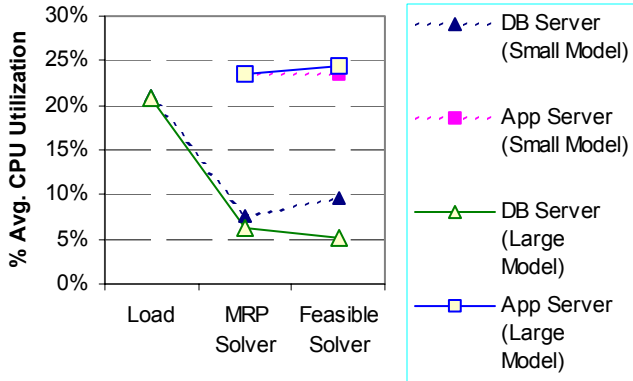 % Avg. CPU Utilization
30%
25%
20%
15%
10%
5%
0%
Load
MRP
Solver
Feasible
Solver
DB Server
(Small Model)
App Server
(Small Model)
DB Server
(Large
Model)
App Server
(Large
Model)